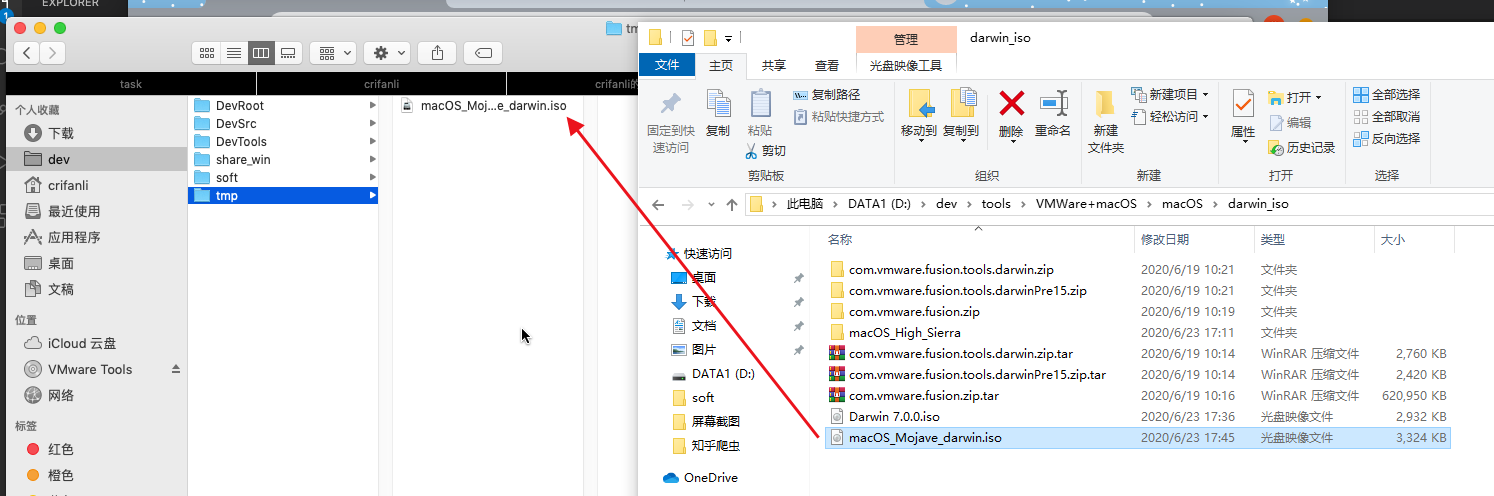 EXPLORER
1
tm
task
crifanli
crifanli的
个人收藏
下载
dev
crifanli
最近使用
应用程序
桌面
文稿
位置
iCloud 云盘
VMware Tools
网络
标签
红色
橙色
DevRoot
DevSrc
DevTools
share_win
soft
tmp
macOS_Moj...e_darwin.iso
管理
darwin_iso
文件
主页
共享
查看
光盘映像工具
固定到快
速访问
复制
粘贴
复制路径
粘贴快捷方式
剪切
剪贴板
移动到
复制到
删除
重命名
组织
新建
文件夹
新建项目
轻松访问
新建
属性
打开
编辑
历史记录
打开
全部选择
全部取消
反向选择
选择
此电脑 > DATA1 (D:) > dev > tools > VMWare+macOS > macOS > darwin_iso
快速访问
桌面
下载
文档
图片
DATA1 (D:)
soft
屏幕截图
知乎爬虫
OneDrive
名称 修改日期 类型 大小
com.vmware.fusion.tools.darwin.zip 2020/6/19 10:21 文件夹
com.vmware.fusion.tools.darwinPre15.zip 2020/6/19 10:21 文件夹
com.vmware.fusion.zip 2020/6/19 10:19 文件夹
macOS_High_Sierra 2020/6/23 17:11 文件夹
com.vmware.fusion.tools.darwin.zip.tar 2020/6/19 10:14 WinRAR 压缩文件 2,760 KB
com.vmware.fusion.tools.darwinPre15.zip.tar 2020/6/19 10:14 WinRAR 压缩文件 2,420 KB
com.vmware.fusion.zip.tar 2020/6/19 10:16 WinRAR 压缩文件 620,950 KB
Darwin 7.0.0.iso 2020/6/23 17:36 光盘映像文件 2,932 KB
macOS_Mojave_darwin.iso 2020/6/23 17:45 光盘映像文件 3,324 KB